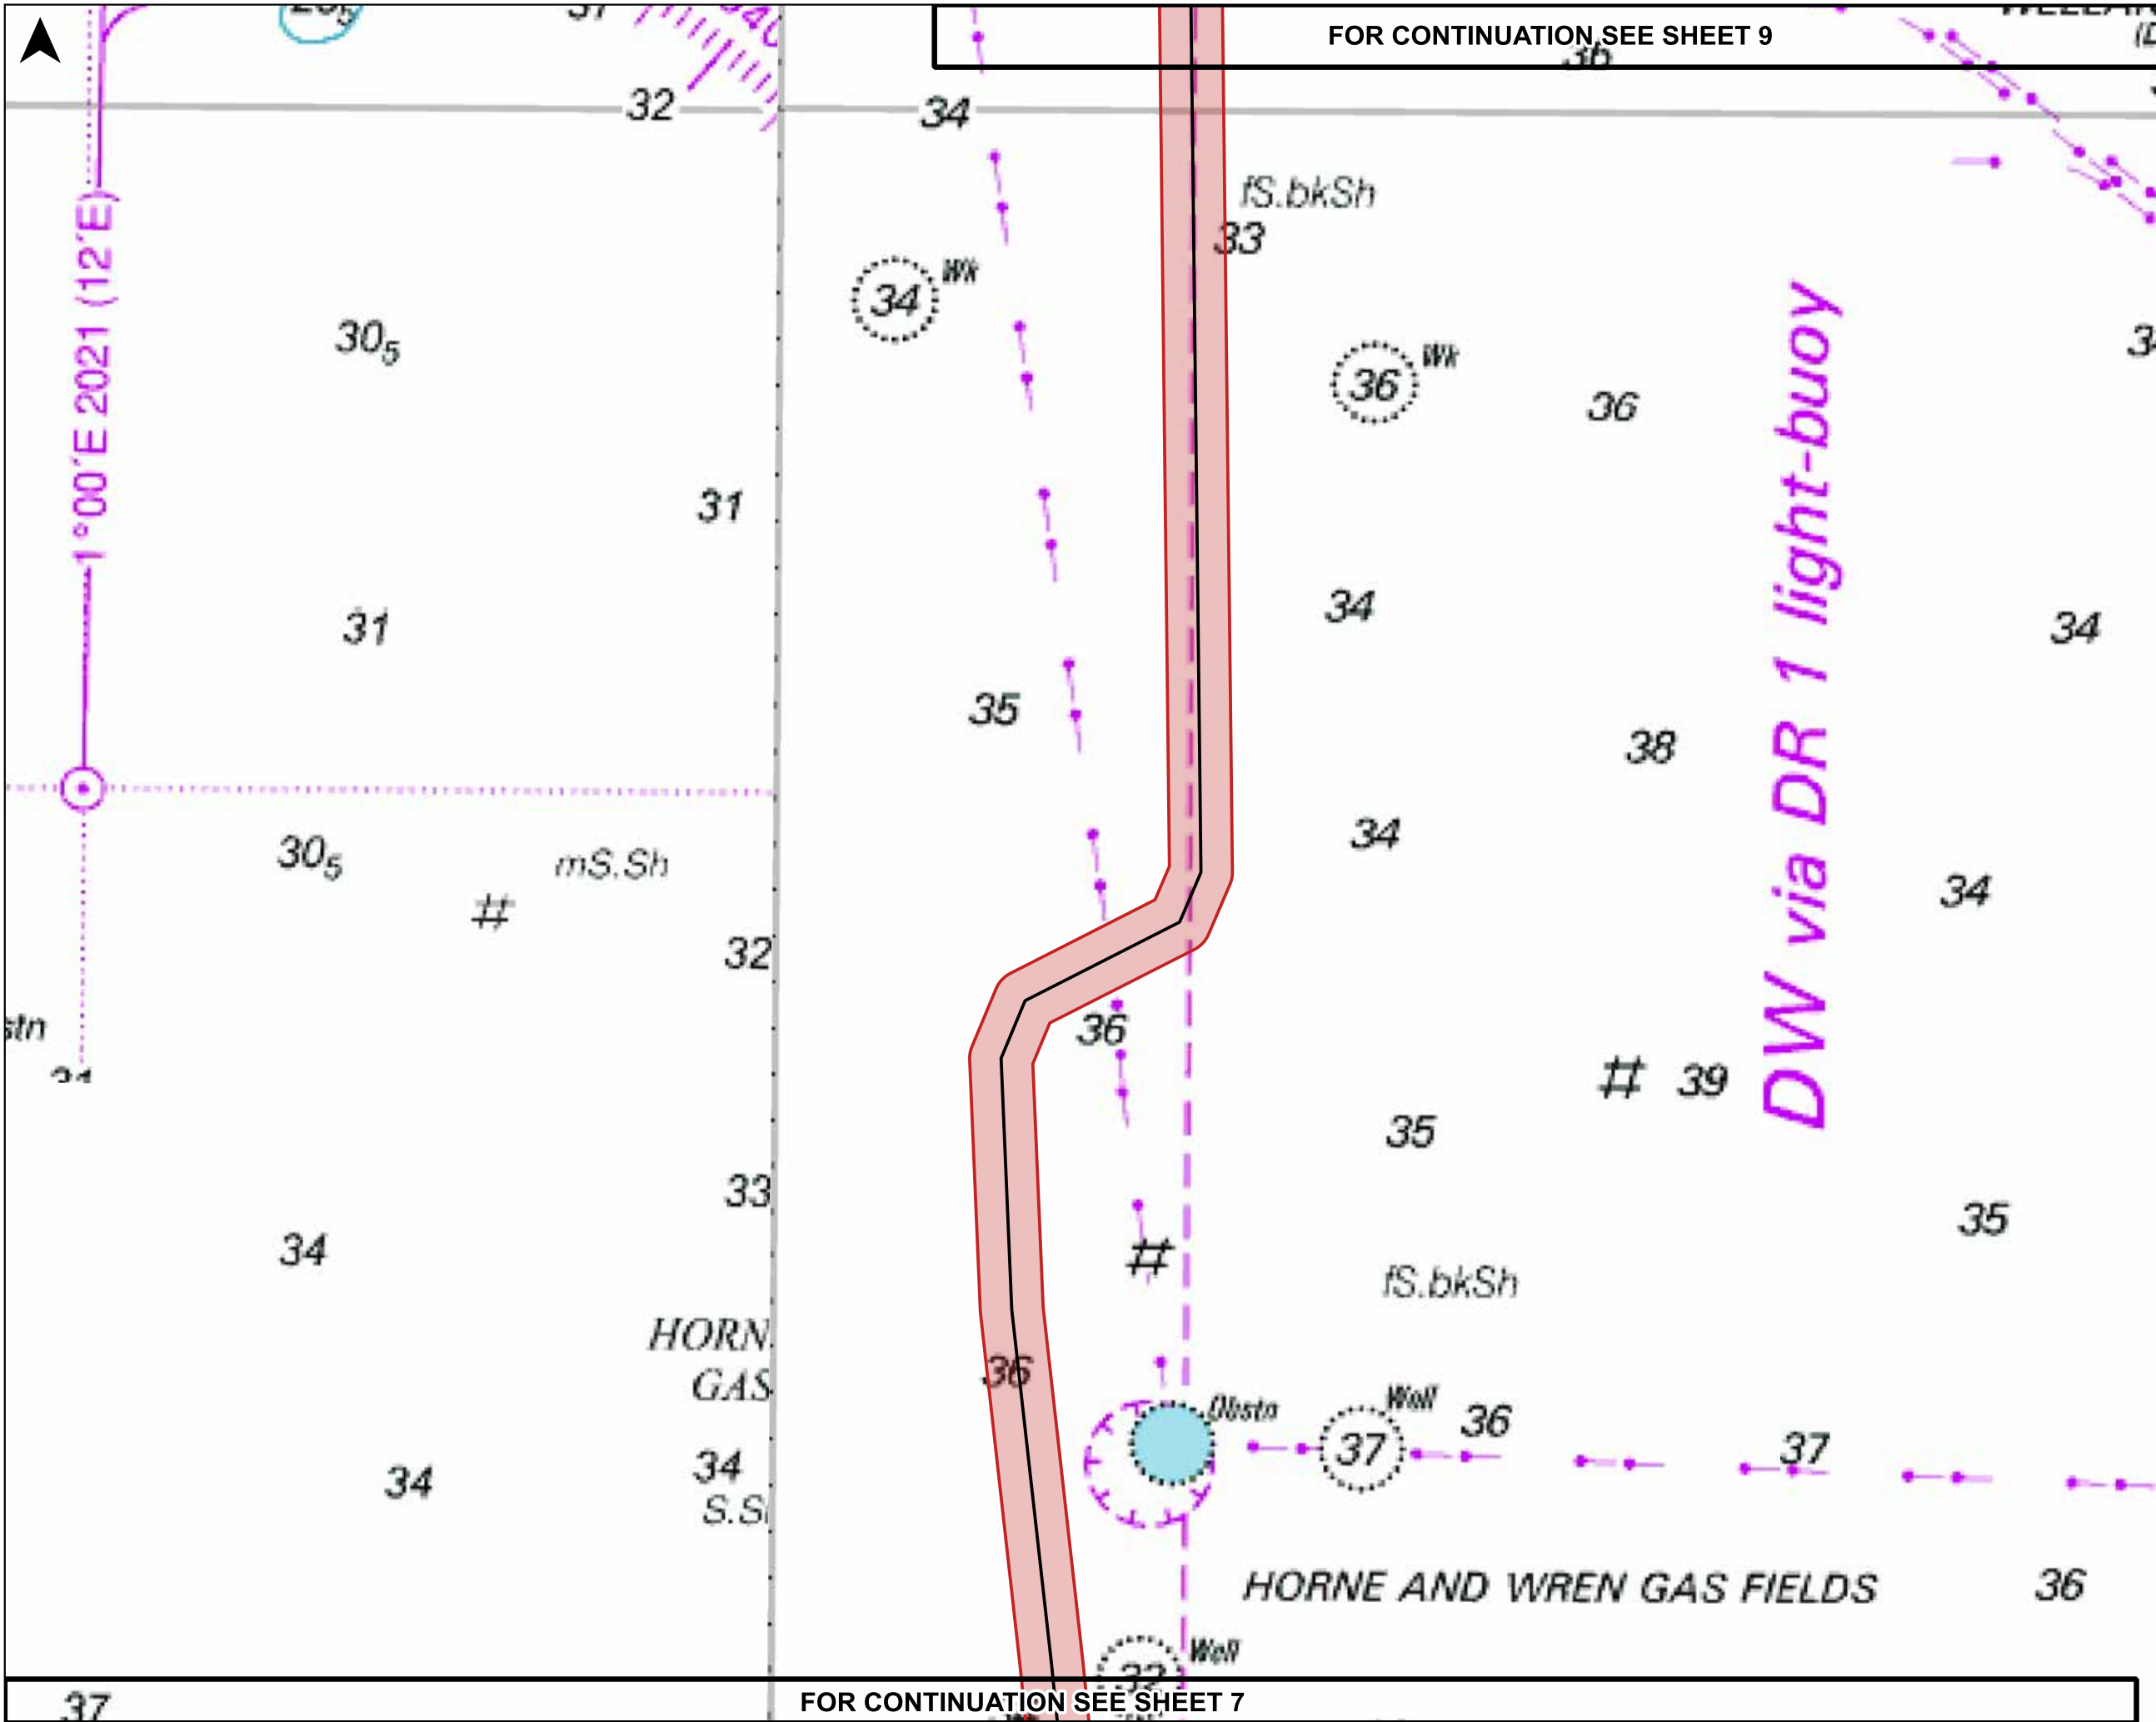 FOR CONTINUATION SEE SHEET 9
36
32
34
fS.bkSh
33
34 Wk
1°00'E 2021 (12'E)
30₅
36 Wk
36
31
34
31
34
35
DW via DR 1 light-buoy
38
34
30₅
mS.Sh
#
34
32
36
stn
# 39
35
33
35
#
34
fS.bkSh
HORN
GAS
36
Obstn
Well
37
36
37
34
34
S.S
HORNE AND WREN GAS FIELDS
36
Well
32
37
FOR CONTINUATION SEE SHEET 7